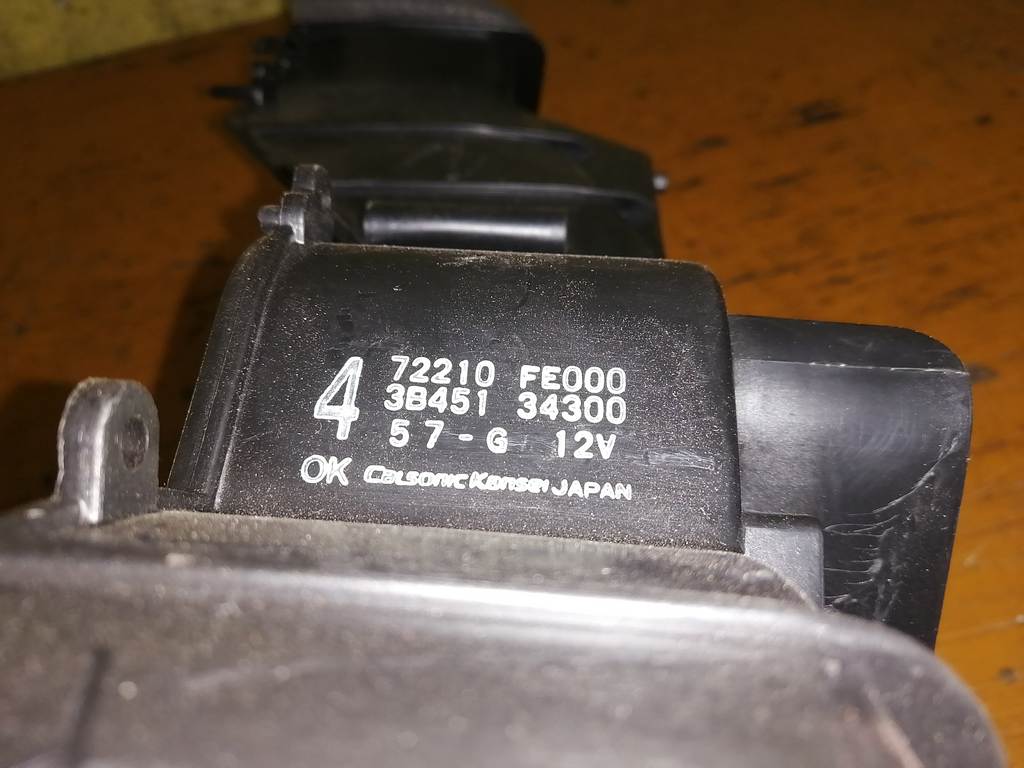 4
72210 FE000
3B451 34300
57-G 12V
OK Calsonic Kansei JAPAN